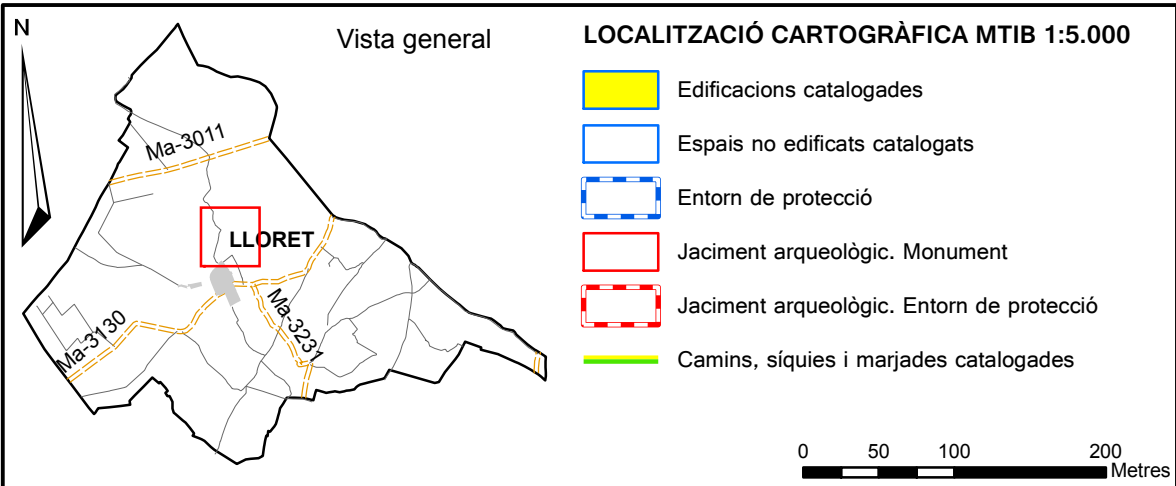 N
Vista general
Ma-3011
LLORET
Ma-3130
Ma-3231
LOCALITZACIÓ CARTOGRÀFICA MTIB 1:5.000
Edificacions catalogades
Espais no edificats catalogats
Entorn de protecció
Jaciment arqueològic. Monument
Jaciment arqueològic. Entorn de protecció
Camins, síquies i marjades catalogades
0 50 100 200
Metres